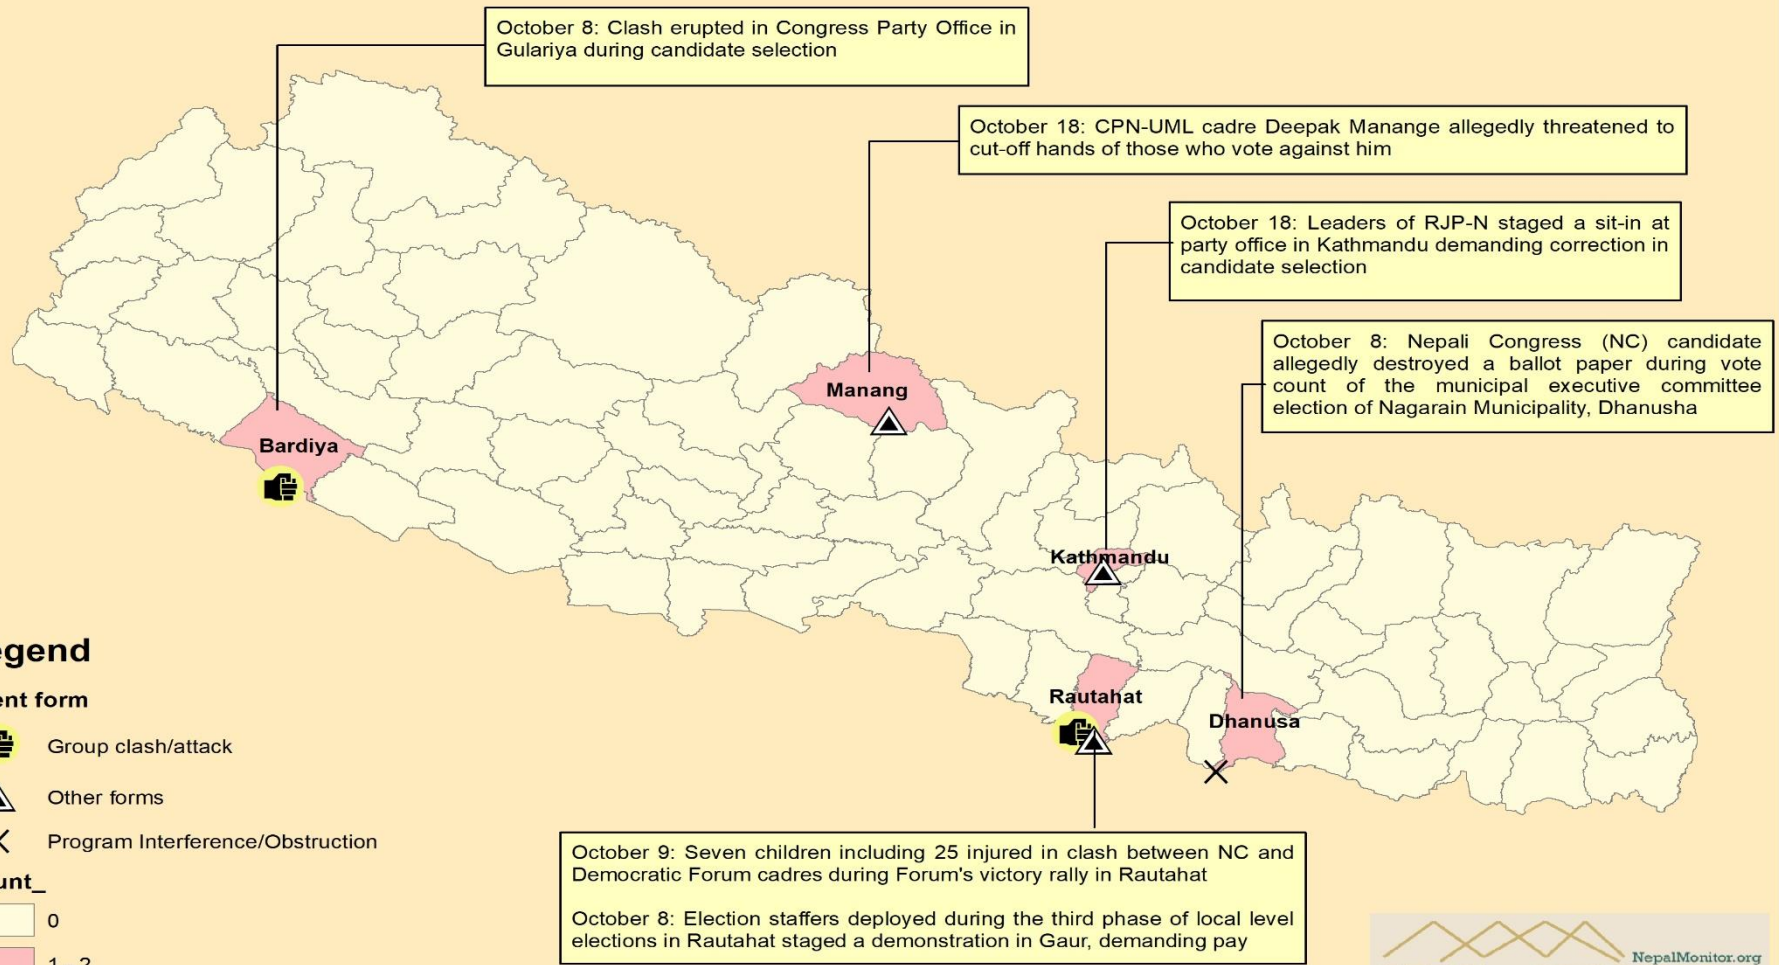 October 8: Clash erupted in Congress Party Office in
Gulariya during candidate selection
October 18: CPN-UML cadre Deepak Manange allegedly threatened to
cut-off hands of those who vote against him
October 18: Leaders of RJP-N staged a sit-in at
party office in Kathmandu demanding correction in
candidate selection
October 8: Nepali Congress (NC) candidate
allegedly destroyed a ballot paper during vote
count of the municipal executive committee
election of Nagarain Municipality, Dhanusha
Manang
Bardiya
Kathmandu
Rautahat
Dhanusa
egend
ent form
Group clash/attack
Other forms
Program Interference/Obstruction
unt_
0
1 - 2
October 9: Seven children including 25 injured in clash between NC and
Democratic Forum cadres during Forum's victory rally in Rautahat
October 8: Election staffers deployed during the third phase of local level
elections in Rautahat staged a demonstration in Gaur, demanding pay
NepalMonitor.org